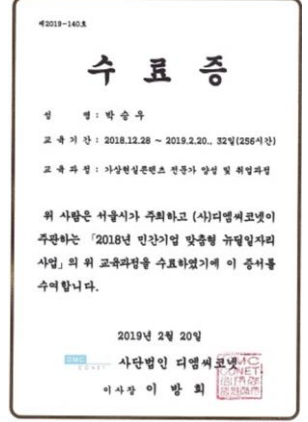 제2019-140호
수 료 증
성 명 : 박 승 우
교 육 기 간 : 2018.12.28 ~ 2019.2.20., 32일(256시간)
교 육 과 정 : 가상현실콘텐츠 전문가 양성 및 취업과정
위 사람은 서울시가 주최하고 (사)디엠씨코넷이
주관하는 「2018년 민간기업 맞춤형 뉴딜일자리
사업」의 위 교육과정을 수료하였기에 이 증서를
수여합니다.
2019년 2월 20일
DMC CONET 사단법인 디엠씨코넷
이사장 이 방 희
DMC
CONET